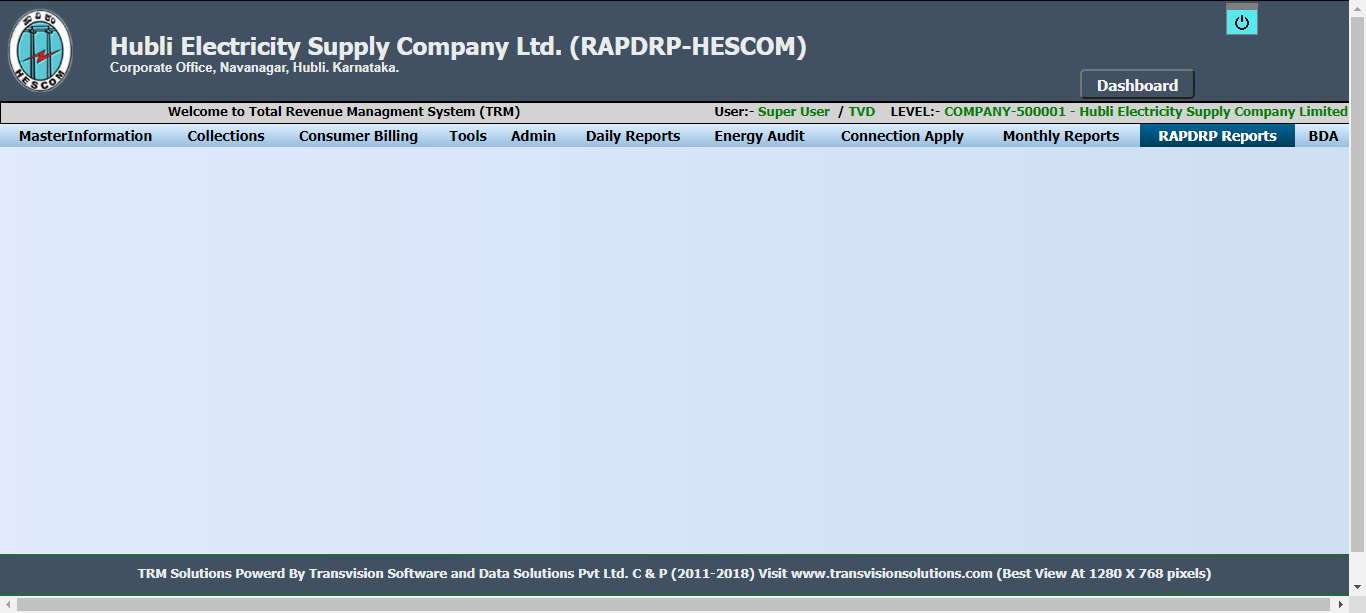 ಹುವಿಸಕಂ
HESCOM
Hubli Electricity Supply Company Ltd. (RAPDRP-HESCOM)
Corporate Office, Navanagar, Hubli. Karnataka.
Dashboard
Welcome to Total Revenue Managment System (TRM) User:- Super User / TVD LEVEL:- COMPANY-500001 - Hubli Electricity Supply Company Limited
MasterInformation Collections Consumer Billing Tools Admin Daily Reports Energy Audit Connection Apply Monthly Reports RAPDRP Reports BDA
TRM Solutions Powerd By Transvision Software and Data Solutions Pvt Ltd. C & P (2011-2018) Visit www.transvisionsolutions.com (Best View At 1280 X 768 pixels)